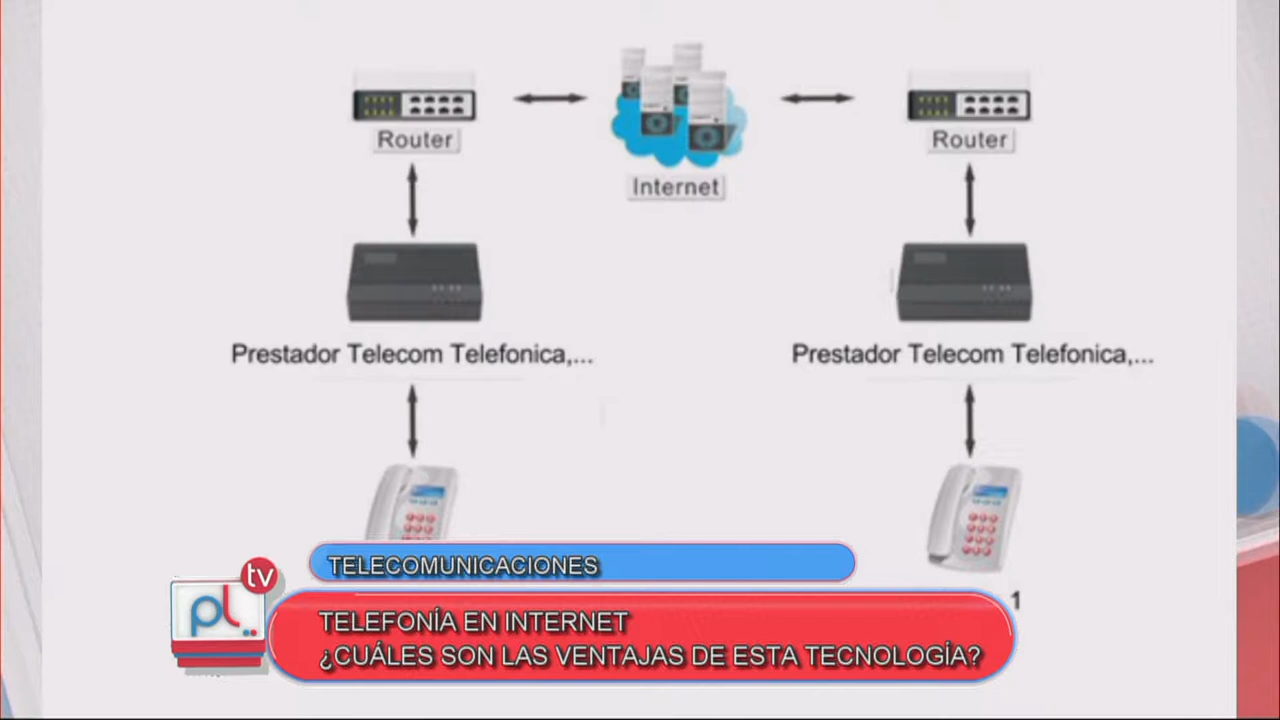 Router
Internet
Router
Prestador Telecom Telefonica,...
Prestador Telecom Telefonica,...
TELECOMUNICACIONES
tv
pL..
TELEFONÍA EN INTERNET
¿CUÁLES SON LAS VENTAJAS DE ESTA TECNOLOGÍA?
1